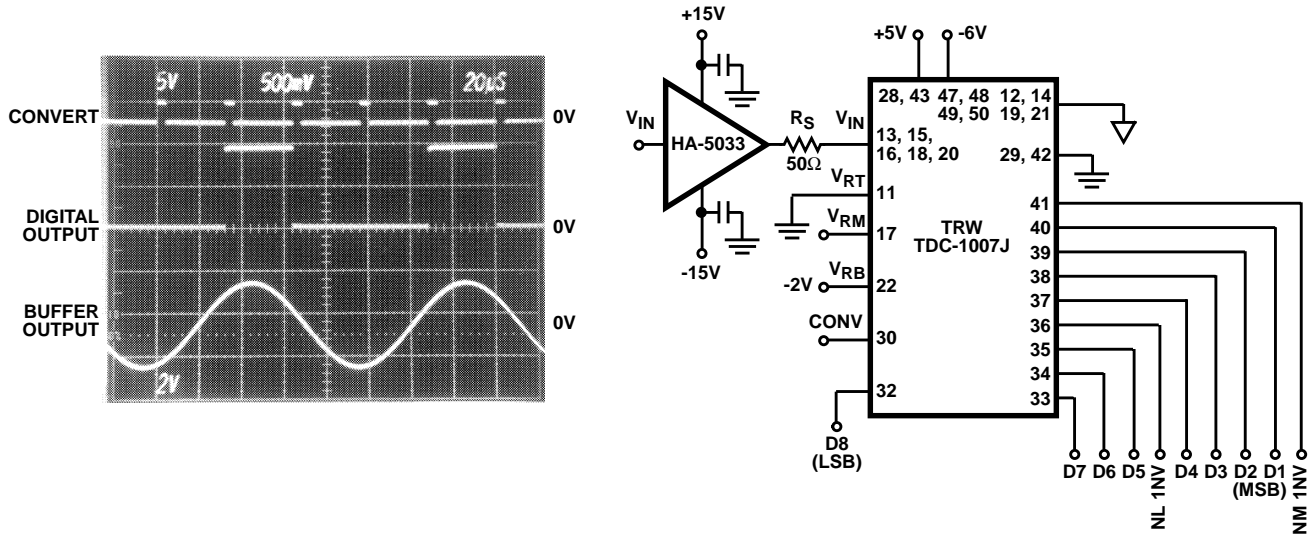 5V 500mV 20µS
CONVERT
0V
DIGITAL
OUTPUT
0V
BUFFER
OUTPUT
0V
2V
+15V
VIN
HA-5033
-15V
RS
50Ω
+5V
-6V
VIN
28, 43
47, 48
49, 50
12, 14
19, 21
13, 15,
16, 18, 20
29, 42
VRT
11
VRM
17
-2V
VRB
22
CONV
30
32
D8
(LSB)
TRW
TDC-1007J
41
40
39
38
37
36
35
34
33
D7
D6
D5
NL 1NV
D4
D3
D2
D1
(MSB)
NM 1NV